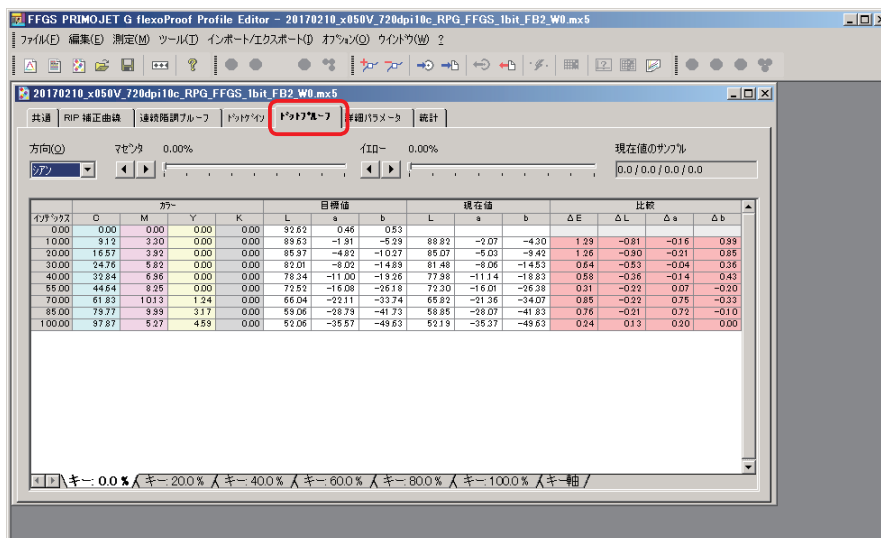 FFGS PRIMOJET G flexoProof Profile Editor - 20170210_x050V_720dpi10c_RPG_FFGS_1bit_FB2_W0.mx5
ファイル(F) 編集(E) 測定(M) ツール(T) インポート/エクスポート(I) オプション(O) ウインドウ(W) ?
20170210_x050V_720dpi10c_RPG_FFGS_1bit_FB2_W0.mx5
共通 RIP 補正曲線 連続階調プルーフ ドットゲイン ドットプルーフ 詳細パラメータ 統計
方向(O) マゼンタ 0.00% イエロー 0.00% 現在値のサンプル
シアン 0.0 / 0.0 / 0.0 / 0.0
カラー 目標値 現在値 比較
インデックス C M Y K L a b L a b ΔE ΔL Δa Δb
0.00 0.00 0.00 0.00 0.00 92.62 0.46 0.53
10.00 9.12 3.30 0.00 0.00 89.63 -1.91 -5.29 88.82 -2.07 -4.30 1.29 -0.81 -0.16 0.99
20.00 16.57 3.92 0.00 0.00 85.97 -4.82 -10.27 85.07 -5.03 -9.42 1.26 -0.90 -0.21 0.85
30.00 24.76 5.82 0.00 0.00 82.01 -8.02 -14.89 81.48 -8.06 -14.53 0.64 -0.53 -0.04 0.36
40.00 32.84 6.96 0.00 0.00 78.34 -11.00 -19.26 77.98 -11.14 -18.83 0.58 -0.36 -0.14 0.43
55.00 44.64 8.25 0.00 0.00 72.52 -16.08 -26.18 72.30 -16.01 -26.38 0.31 -0.22 0.07 -0.20
70.00 61.83 10.13 1.24 0.00 66.04 -22.11 -33.74 65.82 -21.36 -34.07 0.85 -0.22 0.75 -0.33
85.00 79.77 9.99 3.17 0.00 59.06 -28.79 -41.73 58.85 -28.07 -41.83 0.76 -0.21 0.72 -0.10
100.00 97.87 5.27 4.59 0.00 52.06 -35.57 -49.63 52.19 -35.37 -49.63 0.24 0.13 0.20 0.00
キー: 0.0 % キー: 20.0 % キー: 40.0 % キー: 60.0 % キー: 80.0 % キー: 100.0 % キー軸